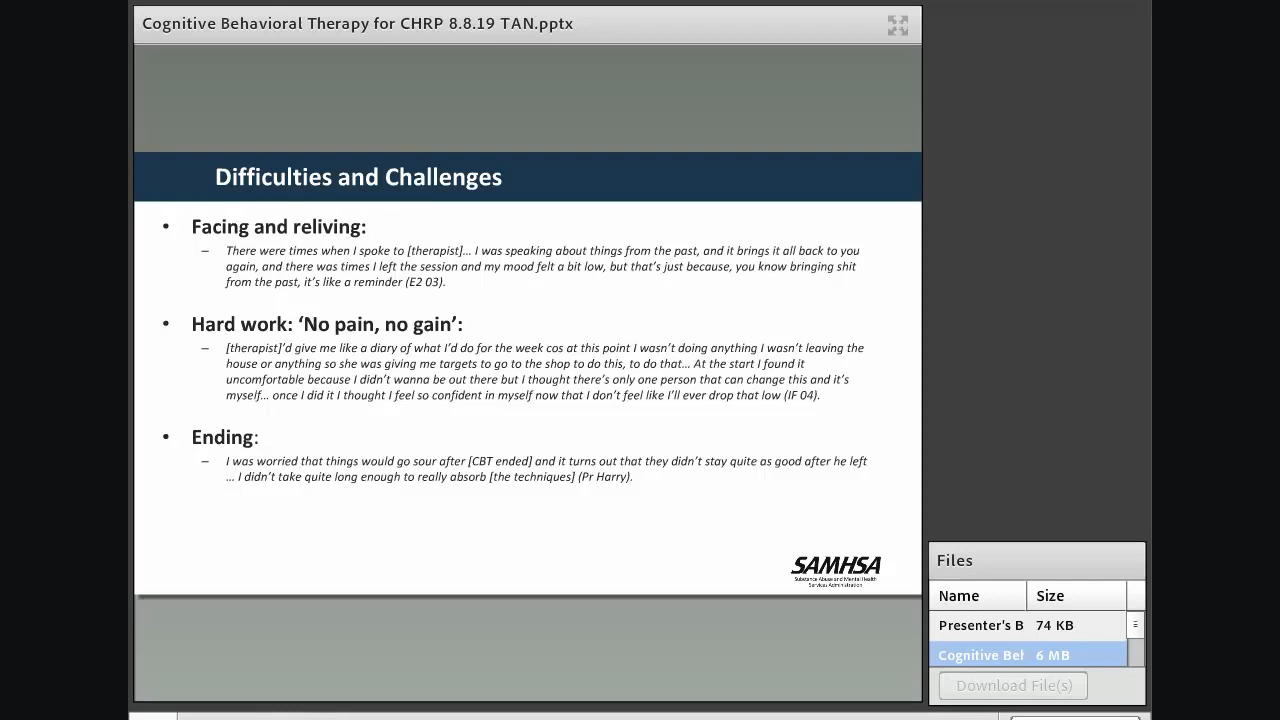 Cognitive Behavioral Therapy for CHRP 8.8.19 TAN.pptx
Difficulties and Challenges
• Facing and reliving:
– There were times when I spoke to [therapist]… I was speaking about things from the past, and it brings it all back to you
again, and there was times I left the session and my mood felt a bit low, but that’s just because, you know bringing shit
from the past, it’s like a reminder (E2 03).
• Hard work: ‘No pain, no gain’:
– [therapist]’d give me like a diary of what I’d do for the week cos at this point I wasn’t doing anything I wasn’t leaving the
house or anything so she was giving me targets to go to the shop to do this, to do that… At the start I found it
uncomfortable because I didn’t wanna be out there but I thought there’s only one person that can change this and it’s
myself… once I did it I thought I feel so confident in myself now that I don’t feel like I’ll ever drop that low (IF 04).
• Ending:
– I was worried that things would go sour after [CBT ended] and it turns out that they didn’t stay quite as good after he left
… I didn’t take quite long enough to really absorb [the techniques] (Pr Harry).
SAMHSA
Substance Abuse and Mental Health
Services Administration
Files
Name Size
Presenter's B 74 KB
Cognitive Bel 6 MB
Download File(s)